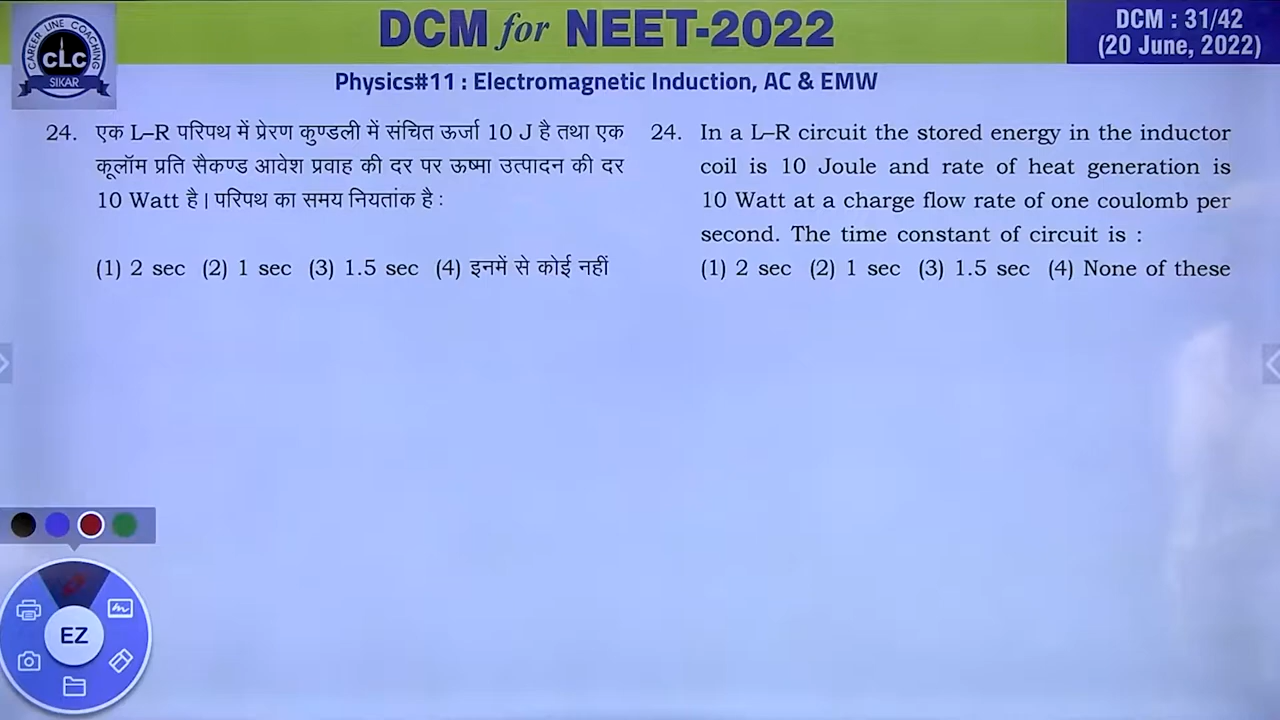 DCM for NEET-2022
DCM : 31/42
(20 June, 2022)
CAREER LINE COACHING
CLC
SIKAR
Physics#11 : Electromagnetic Induction, AC & EMW
24. एक L–R परिपथ में प्रेरण कुण्डली में संचित ऊर्जा 10 J है तथा एक
कूलॉम प्रति सैकण्ड आवेश प्रवाह की दर पर ऊष्मा उत्पादन की दर
10 Watt है। परिपथ का समय नियतांक है :
(1) 2 sec (2) 1 sec (3) 1.5 sec (4) इनमें से कोई नहीं
24. In a L–R circuit the stored energy in the inductor
coil is 10 Joule and rate of heat generation is
10 Watt at a charge flow rate of one coulomb per
second. The time constant of circuit is :
(1) 2 sec (2) 1 sec (3) 1.5 sec (4) None of these
EZ